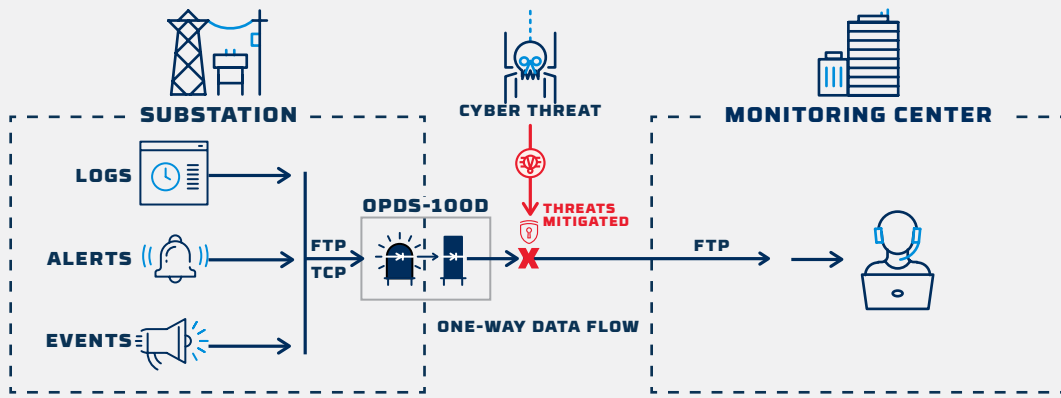 SUBSTATION
CYBER THREAT
MONITORING CENTER
LOGS
ALERTS
EVENTS
FTP
TCP
OPDS-100D
THREATS
MITIGATED
FTP
ONE-WAY DATA FLOW